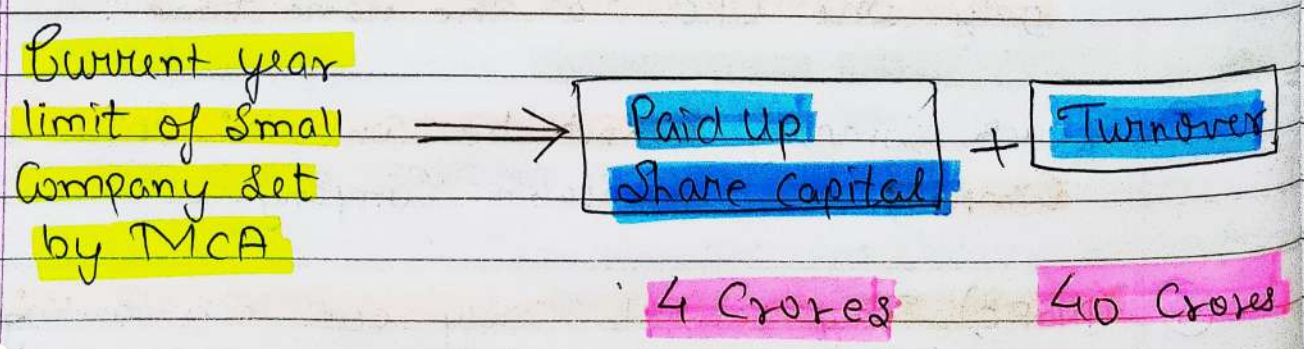 Current year
limit of Small
Company Set
by MCA
⇒
Paid Up
Share Capital
+
Turnover
4 Crores
40 Crores